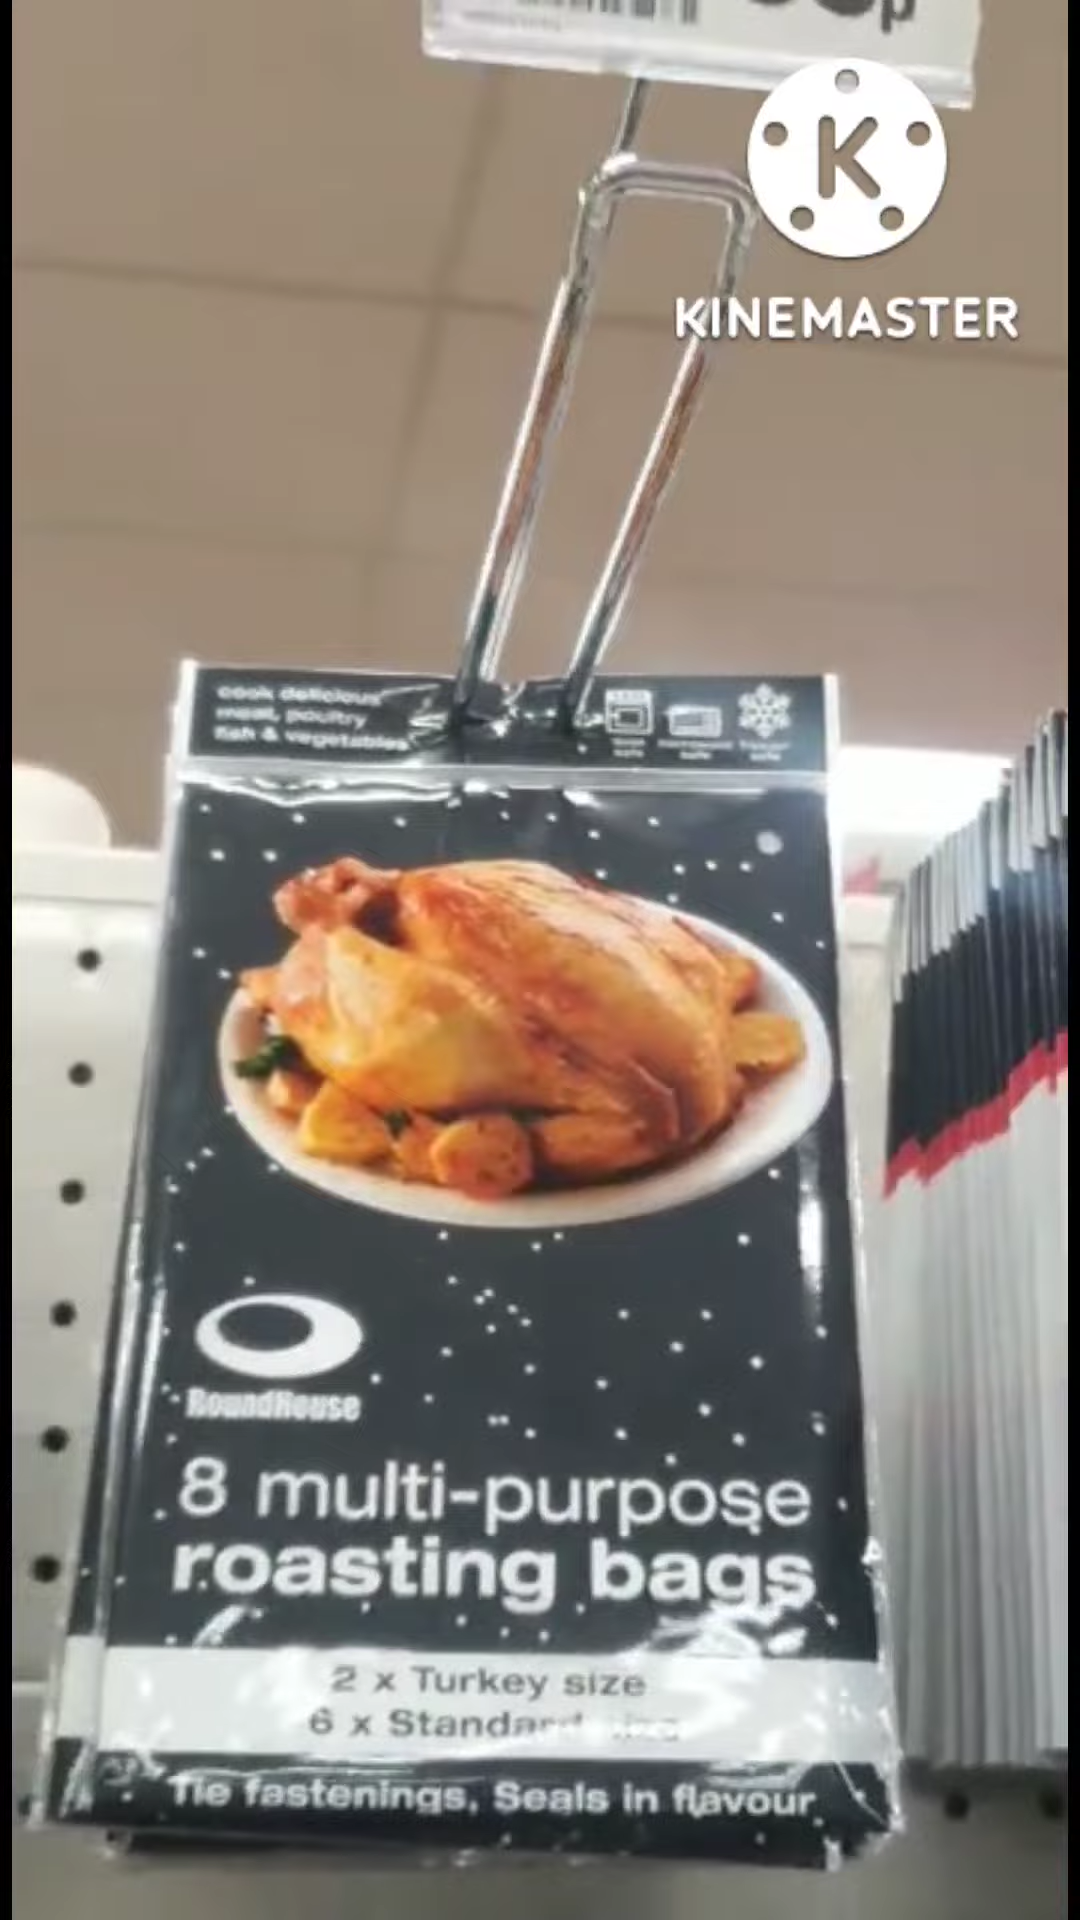 p
K
KINEMASTER
cook delicious
meat, poultry
fish & vegetables
RoundHouse
8 multi-purpose
roasting bags
2 x Turkey size
6 x Standard size
Tie fastenings, Seals in flavour